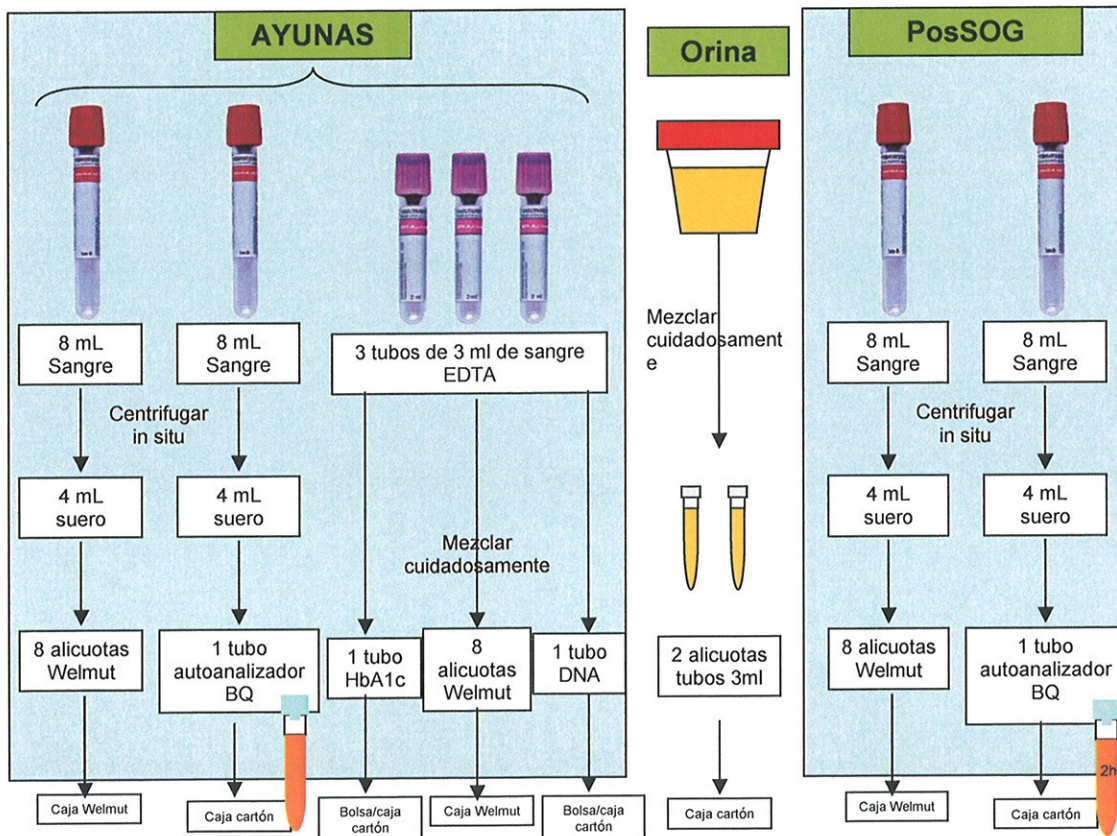 AYUNAS
8 mL
Sangre
8 mL
Sangre
3 tubos de 3 ml de sangre
EDTA
Centrifugar
in situ
4 mL
suero
4 mL
suero
Mezclar
cuidadosamente
8 alicuotas
Welmut
1 tubo
autoanalizador
BQ
1 tubo
HbA1c
8
alicuotas
Welmut
1 tubo
DNA
Caja Welmut
Caja cartón
Bolsa/caja
cartón
Caja Welmut
Bolsa/caja
cartón
Orina
Mezclar
cuidadosament
e
2 alicuotas
tubos 3ml
Caja cartón
PosSOG
8 mL
Sangre
8 mL
Sangre
Centrifugar
in situ
4 mL
suero
4 mL
suero
8 alicuotas
Welmut
1 tubo
autoanalizador
BQ
2h
Caja Welmut
Caja cartón